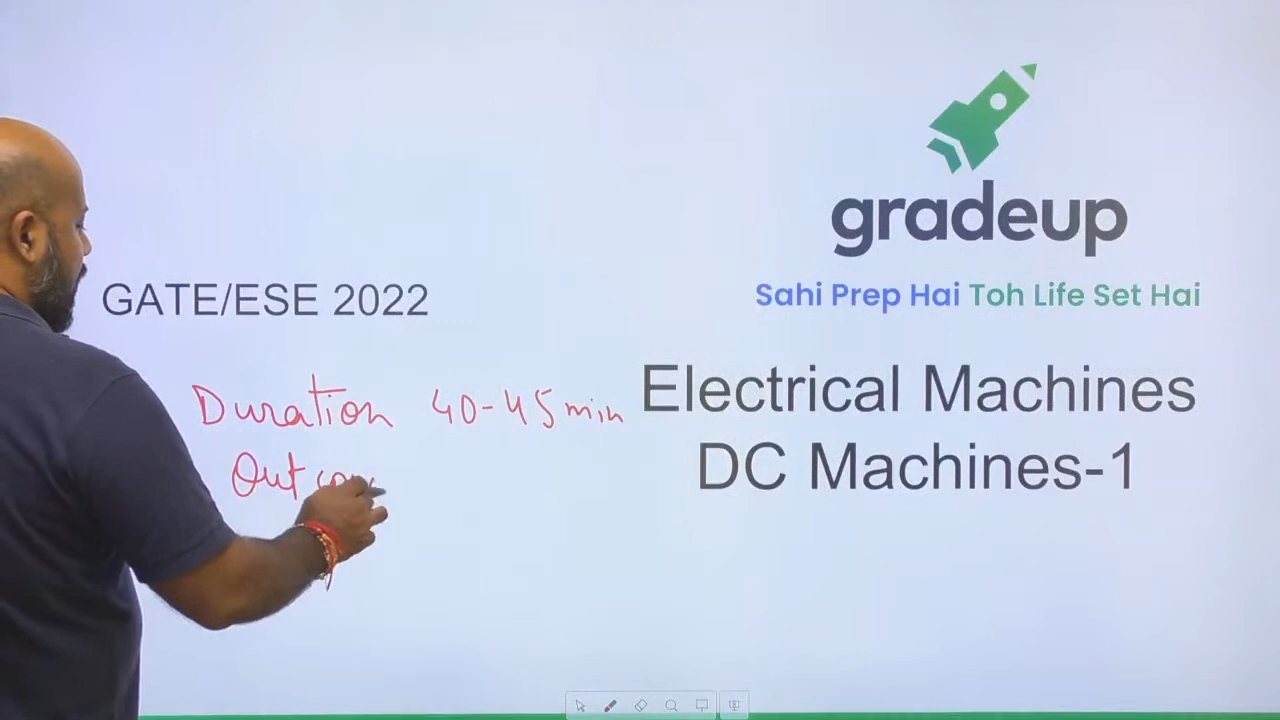 gradeup
Sahi Prep Hai Toh Life Set Hai
GATE/ESE 2022
Electrical Machines
DC Machines-1
Duration 40-45 min
Out com